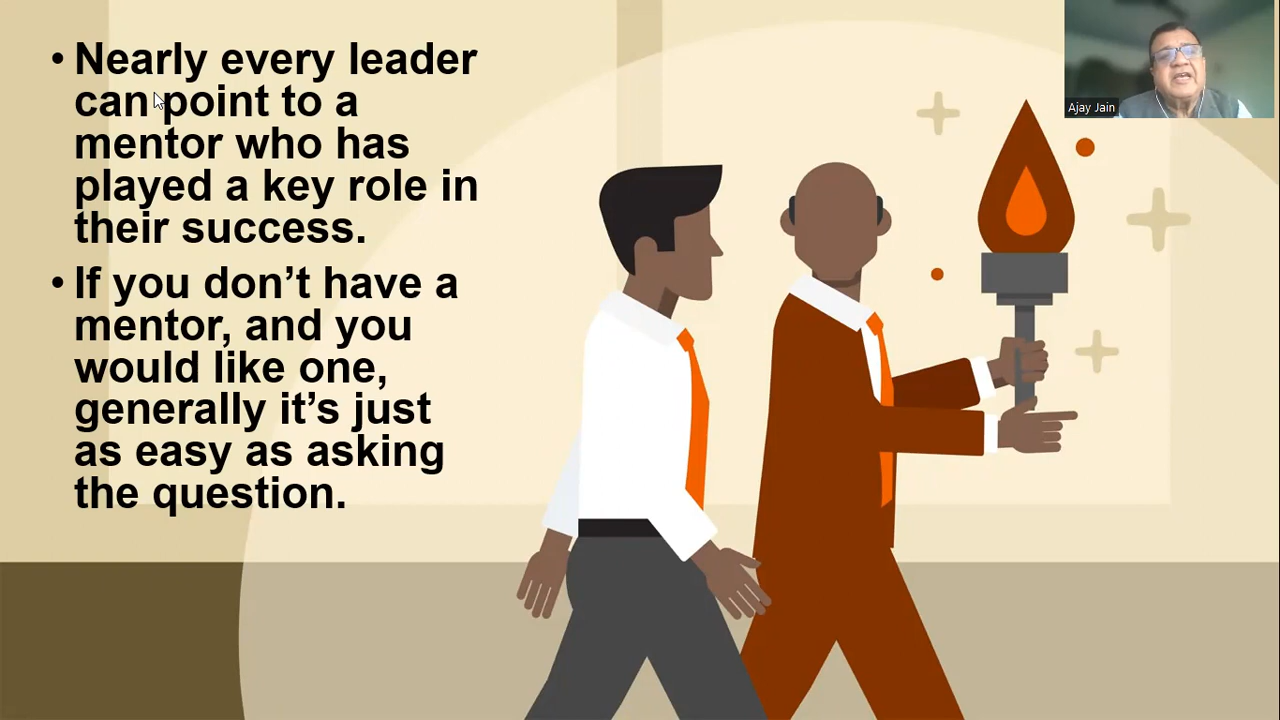 • Nearly every leader
can point to a
mentor who has
played a key role in
their success.
• If you don’t have a
mentor, and you
would like one,
generally it’s just
as easy as asking
the question.
Ajay Jain